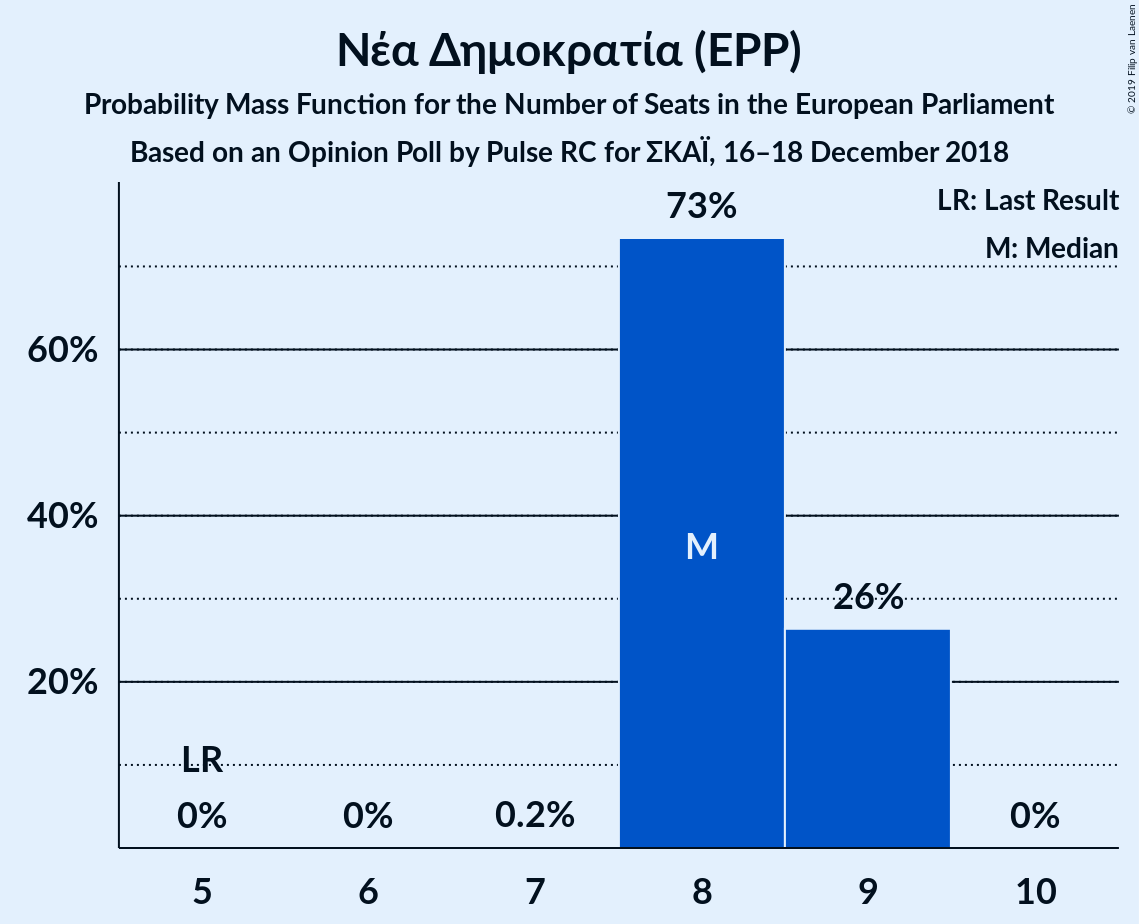 Νέα Δημοκρατία (EPP)
Probability Mass Function for the Number of Seats in the European Parliament
Based on an Opinion Poll by Pulse RC for ΣΚΑΪ, 16–18 December 2018
© 2019 Filip van Laenen
LR: Last Result
M: Median
73%
60%
40%
M
26%
20%
LR
0% 0% 0.2% 0%
5 6 7 8 9 10